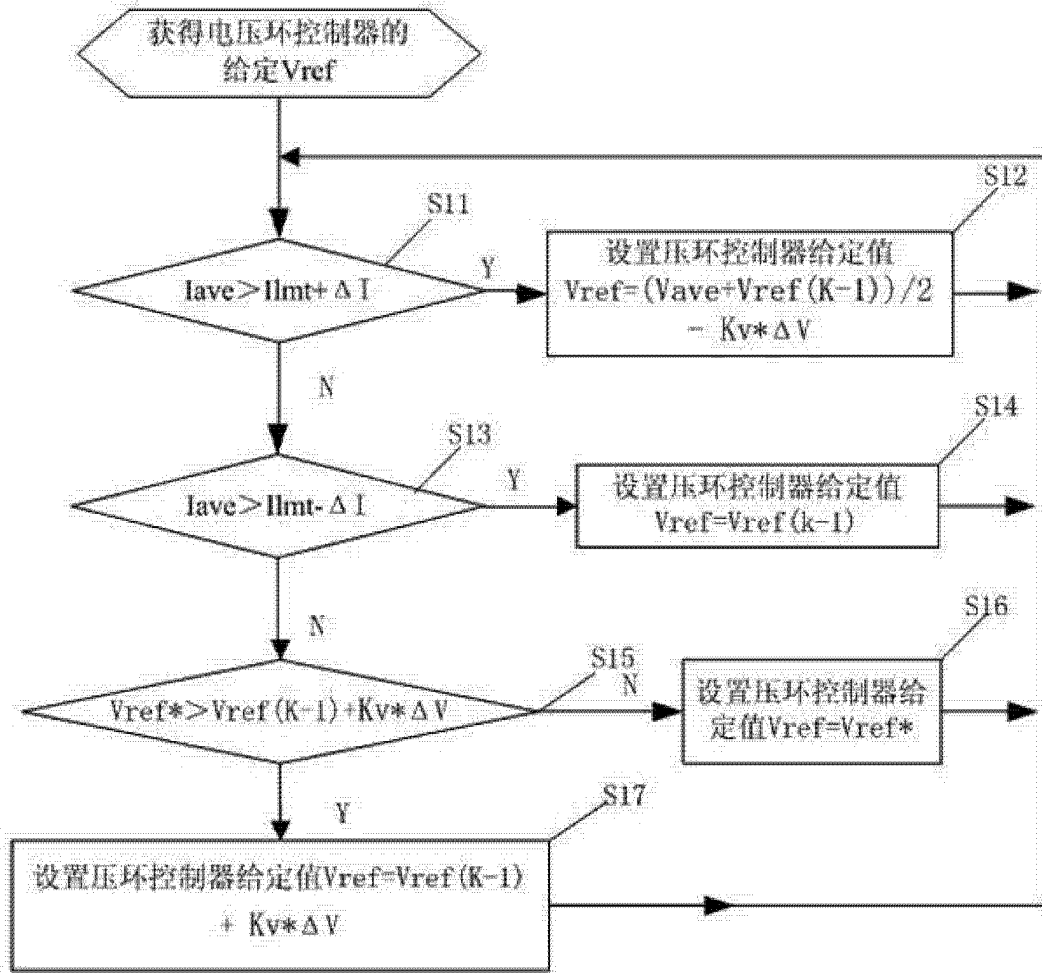 获得电压环控制器的
给定Vref
S11
Iave>Ilmt+ΔI
Y
N
S12
设置压环控制器给定值
Vref=(Vave+Vref(K-1))/2
- Kv*ΔV
S13
Iave>Ilmt-ΔI
Y
N
S14
设置压环控制器给定值
Vref=Vref(k-1)
S15
Vref*>Vref(K-1)+Kv*ΔV
N
Y
S16
设置压环控制器给
定值Vref=Vref*
S17
设置压环控制器给定值Vref=Vref(K-1)
+ Kv*ΔV